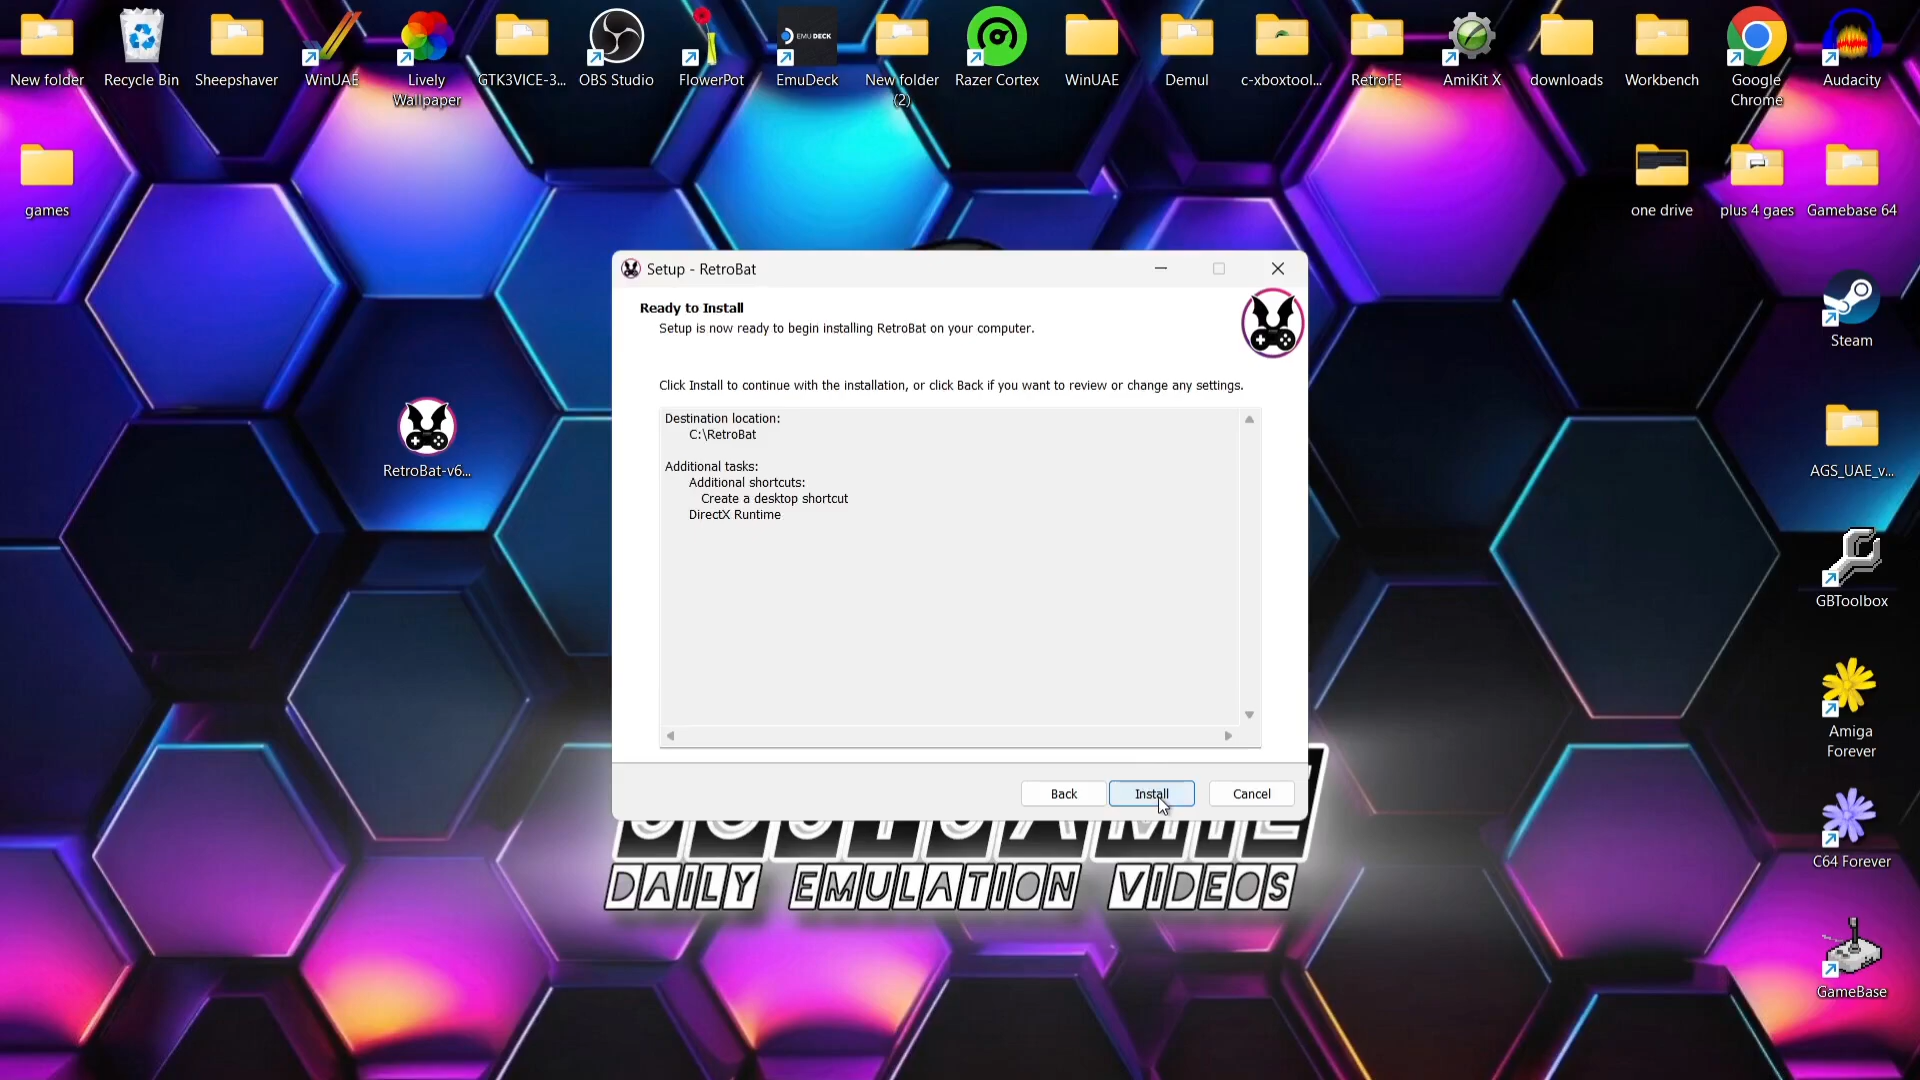 New folder
Recycle Bin
Sheepshaver
WinUAE
Lively
Wallpaper
GTK3VICE-3...
OBS Studio
FlowerPot
EMUDECK
EmuDeck
New folder
(2)
Razer Cortex
WinUAE
Demul
c-xboxtool...
RetroFE
AmiKit X
downloads
Workbench
Google
Chrome
Audacity
games
one drive
plus 4 gaes
Gamebase 64
Setup - RetroBat
Ready to Install
Setup is now ready to begin installing RetroBat on your computer.
Steam
Click Install to continue with the installation, or click Back if you want to review or change any settings.
Destination location:
C:\RetroBat
Additional tasks:
Additional shortcuts:
Create a desktop shortcut
DirectX Runtime
RetroBat-v6...
AGS_UAE_v...
GBToolbox
Amiga
Forever
Back
Install
Cancel
C64 Forever
DAILY EMULATION VIDEOS
GameBase